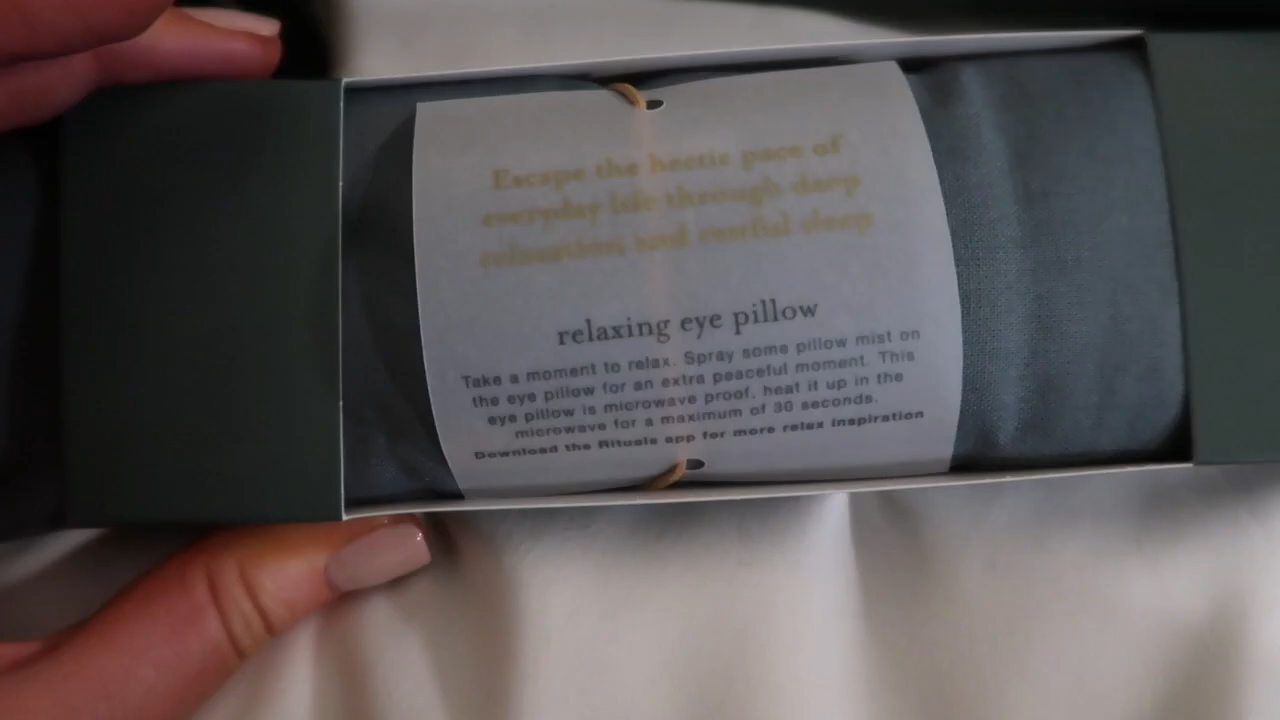 Escape the hectic pace of
everyday life through deep
relaxation and restful sleep
relaxing eye pillow
Take a moment to relax. Spray some pillow mist on
the eye pillow for an extra peaceful moment. This
eye pillow is microwave proof, heat it up in the
microwave for a maximum of 30 seconds.
Download the Rituals app for more relax inspiration